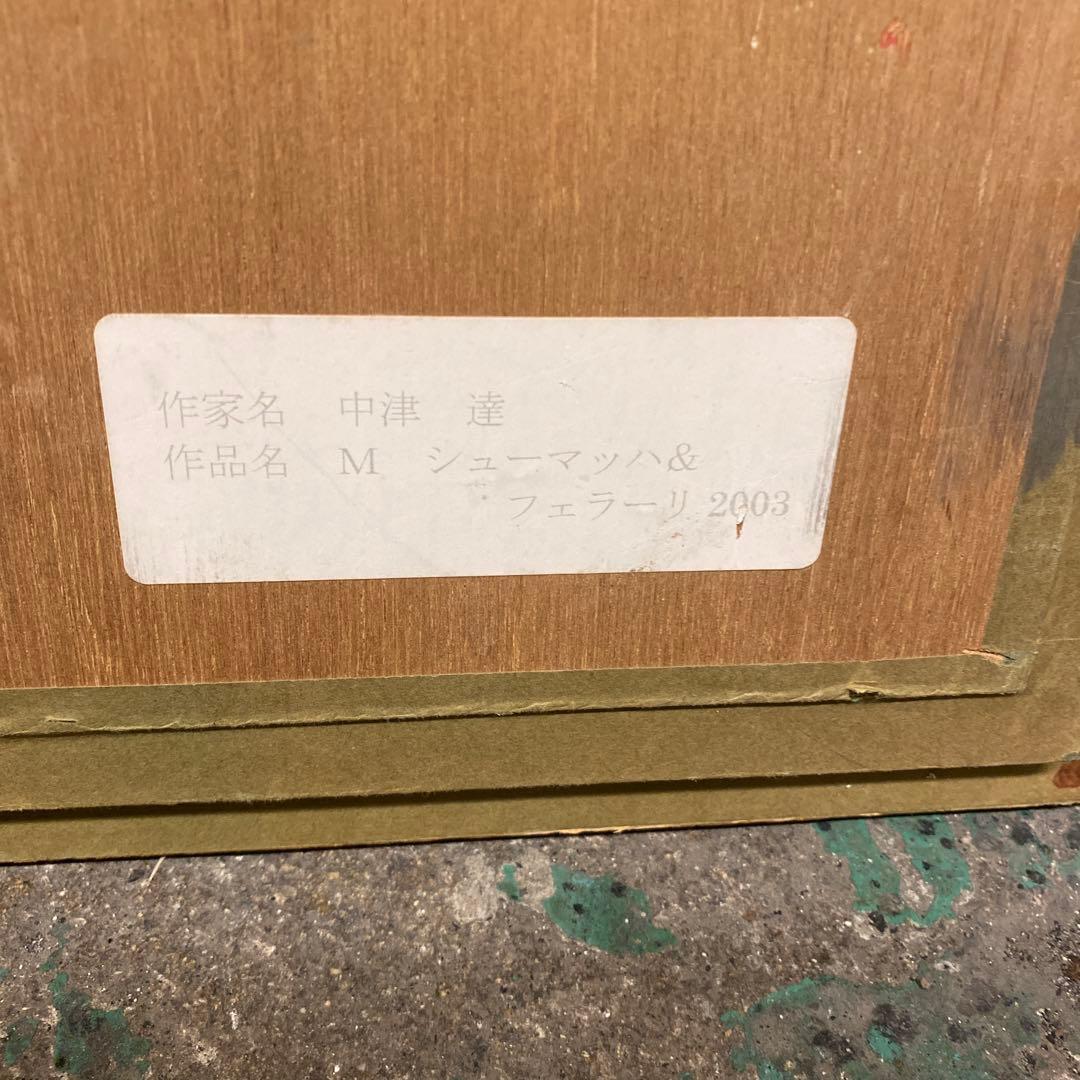 作家名 中津 達
作品名 M シューマッハ&
フェラーリ 2003